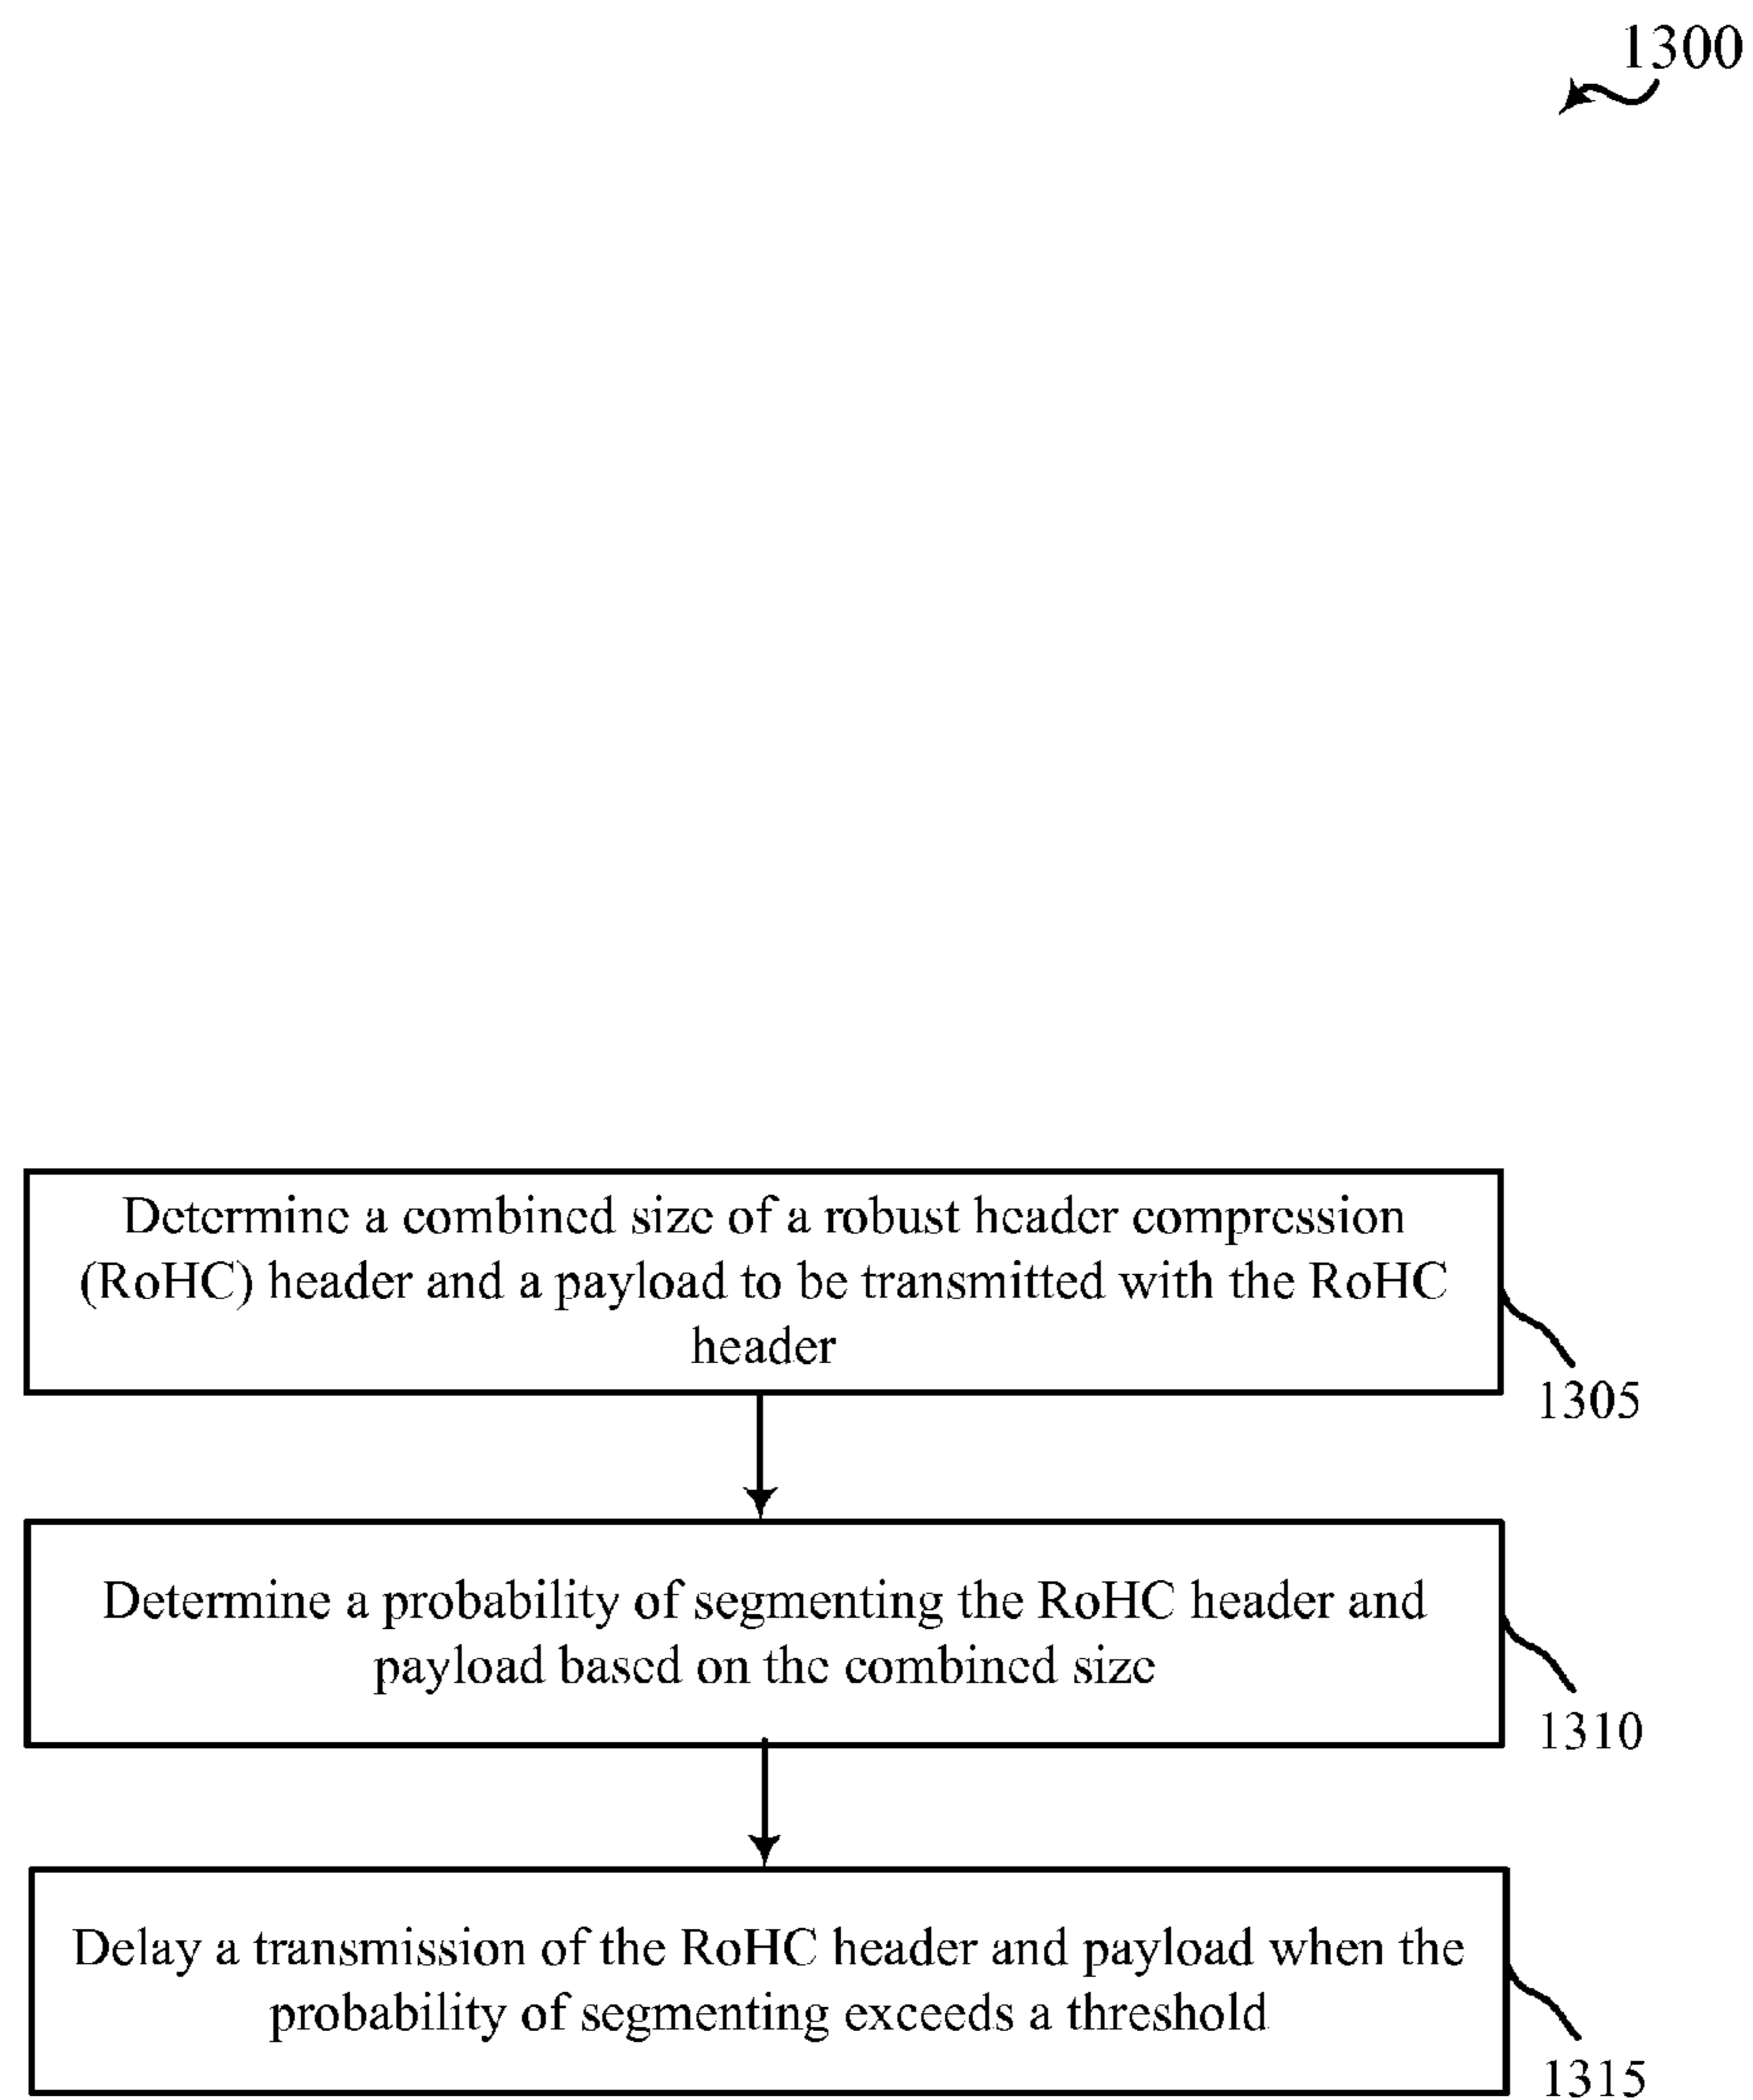 1300
Determine a combined size of a robust header compression
(RoHC) header and a payload to be transmitted with the RoHC
header
1305
Determine a probability of segmenting the RoHC header and
payload based on the combined size
1310
Delay a transmission of the RoHC header and payload when the
probability of segmenting exceeds a threshold
1315